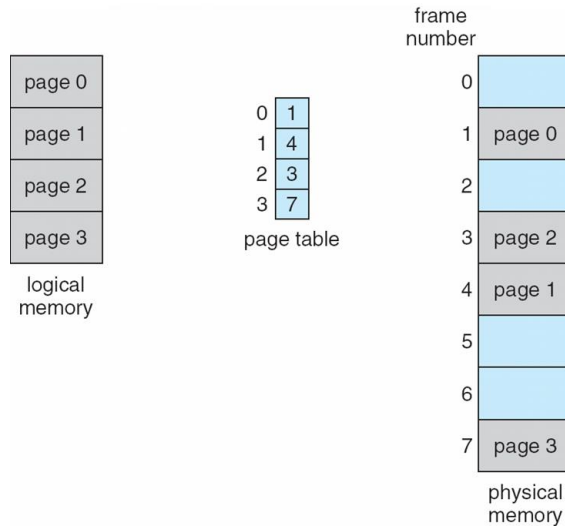 frame
number
page 0
page 1
page 2
page 3
logical
memory
0 1
1 4
2 3
3 7
page table
0
1 page 0
2
3 page 2
4 page 1
5
6
7 page 3
physical
memory